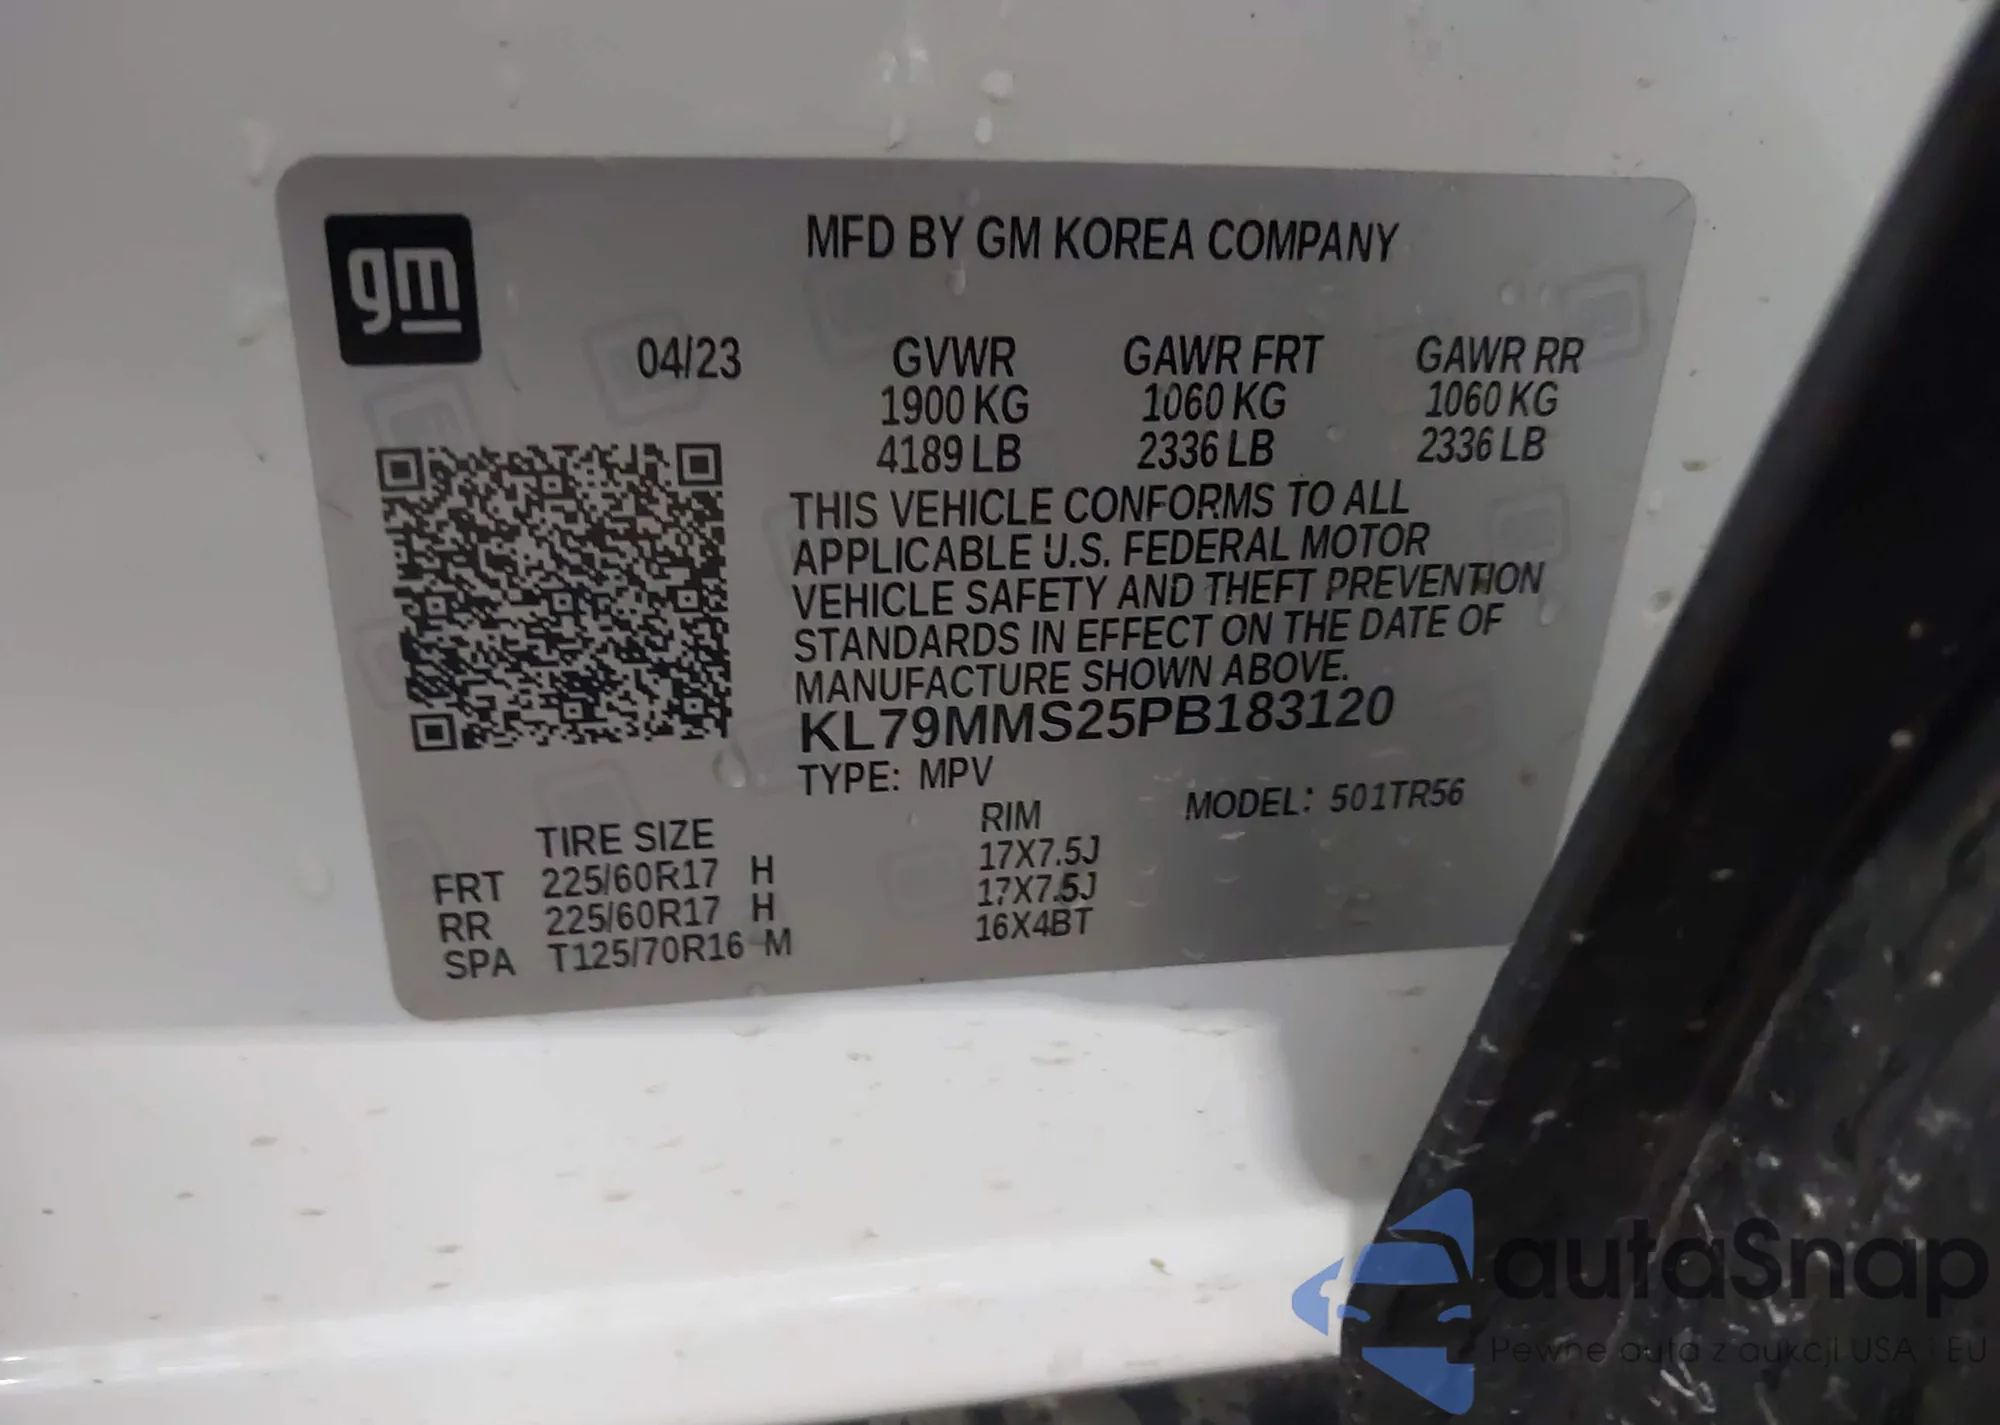 gm
MFD BY GM KOREA COMPANY
04/23 GVWR GAWR FRT GAWR RR
1900 KG 1060 KG 1060 KG
4189 LB 2336 LB 2336 LB
THIS VEHICLE CONFORMS TO ALL
APPLICABLE U.S. FEDERAL MOTOR
VEHICLE SAFETY AND THEFT PREVENTION
STANDARDS IN EFFECT ON THE DATE OF
MANUFACTURE SHOWN ABOVE.
KL79MMS25PB183120
TYPE: MPV MODEL: 501TR56
TIRE SIZE RIM
FRT 225/60R17 H 17X7.5J
RR 225/60R17 H 17X7.5J
SPA T125/70R16 M 16X4BT
autaSnap
Pewne auta z aukcji USA i EU